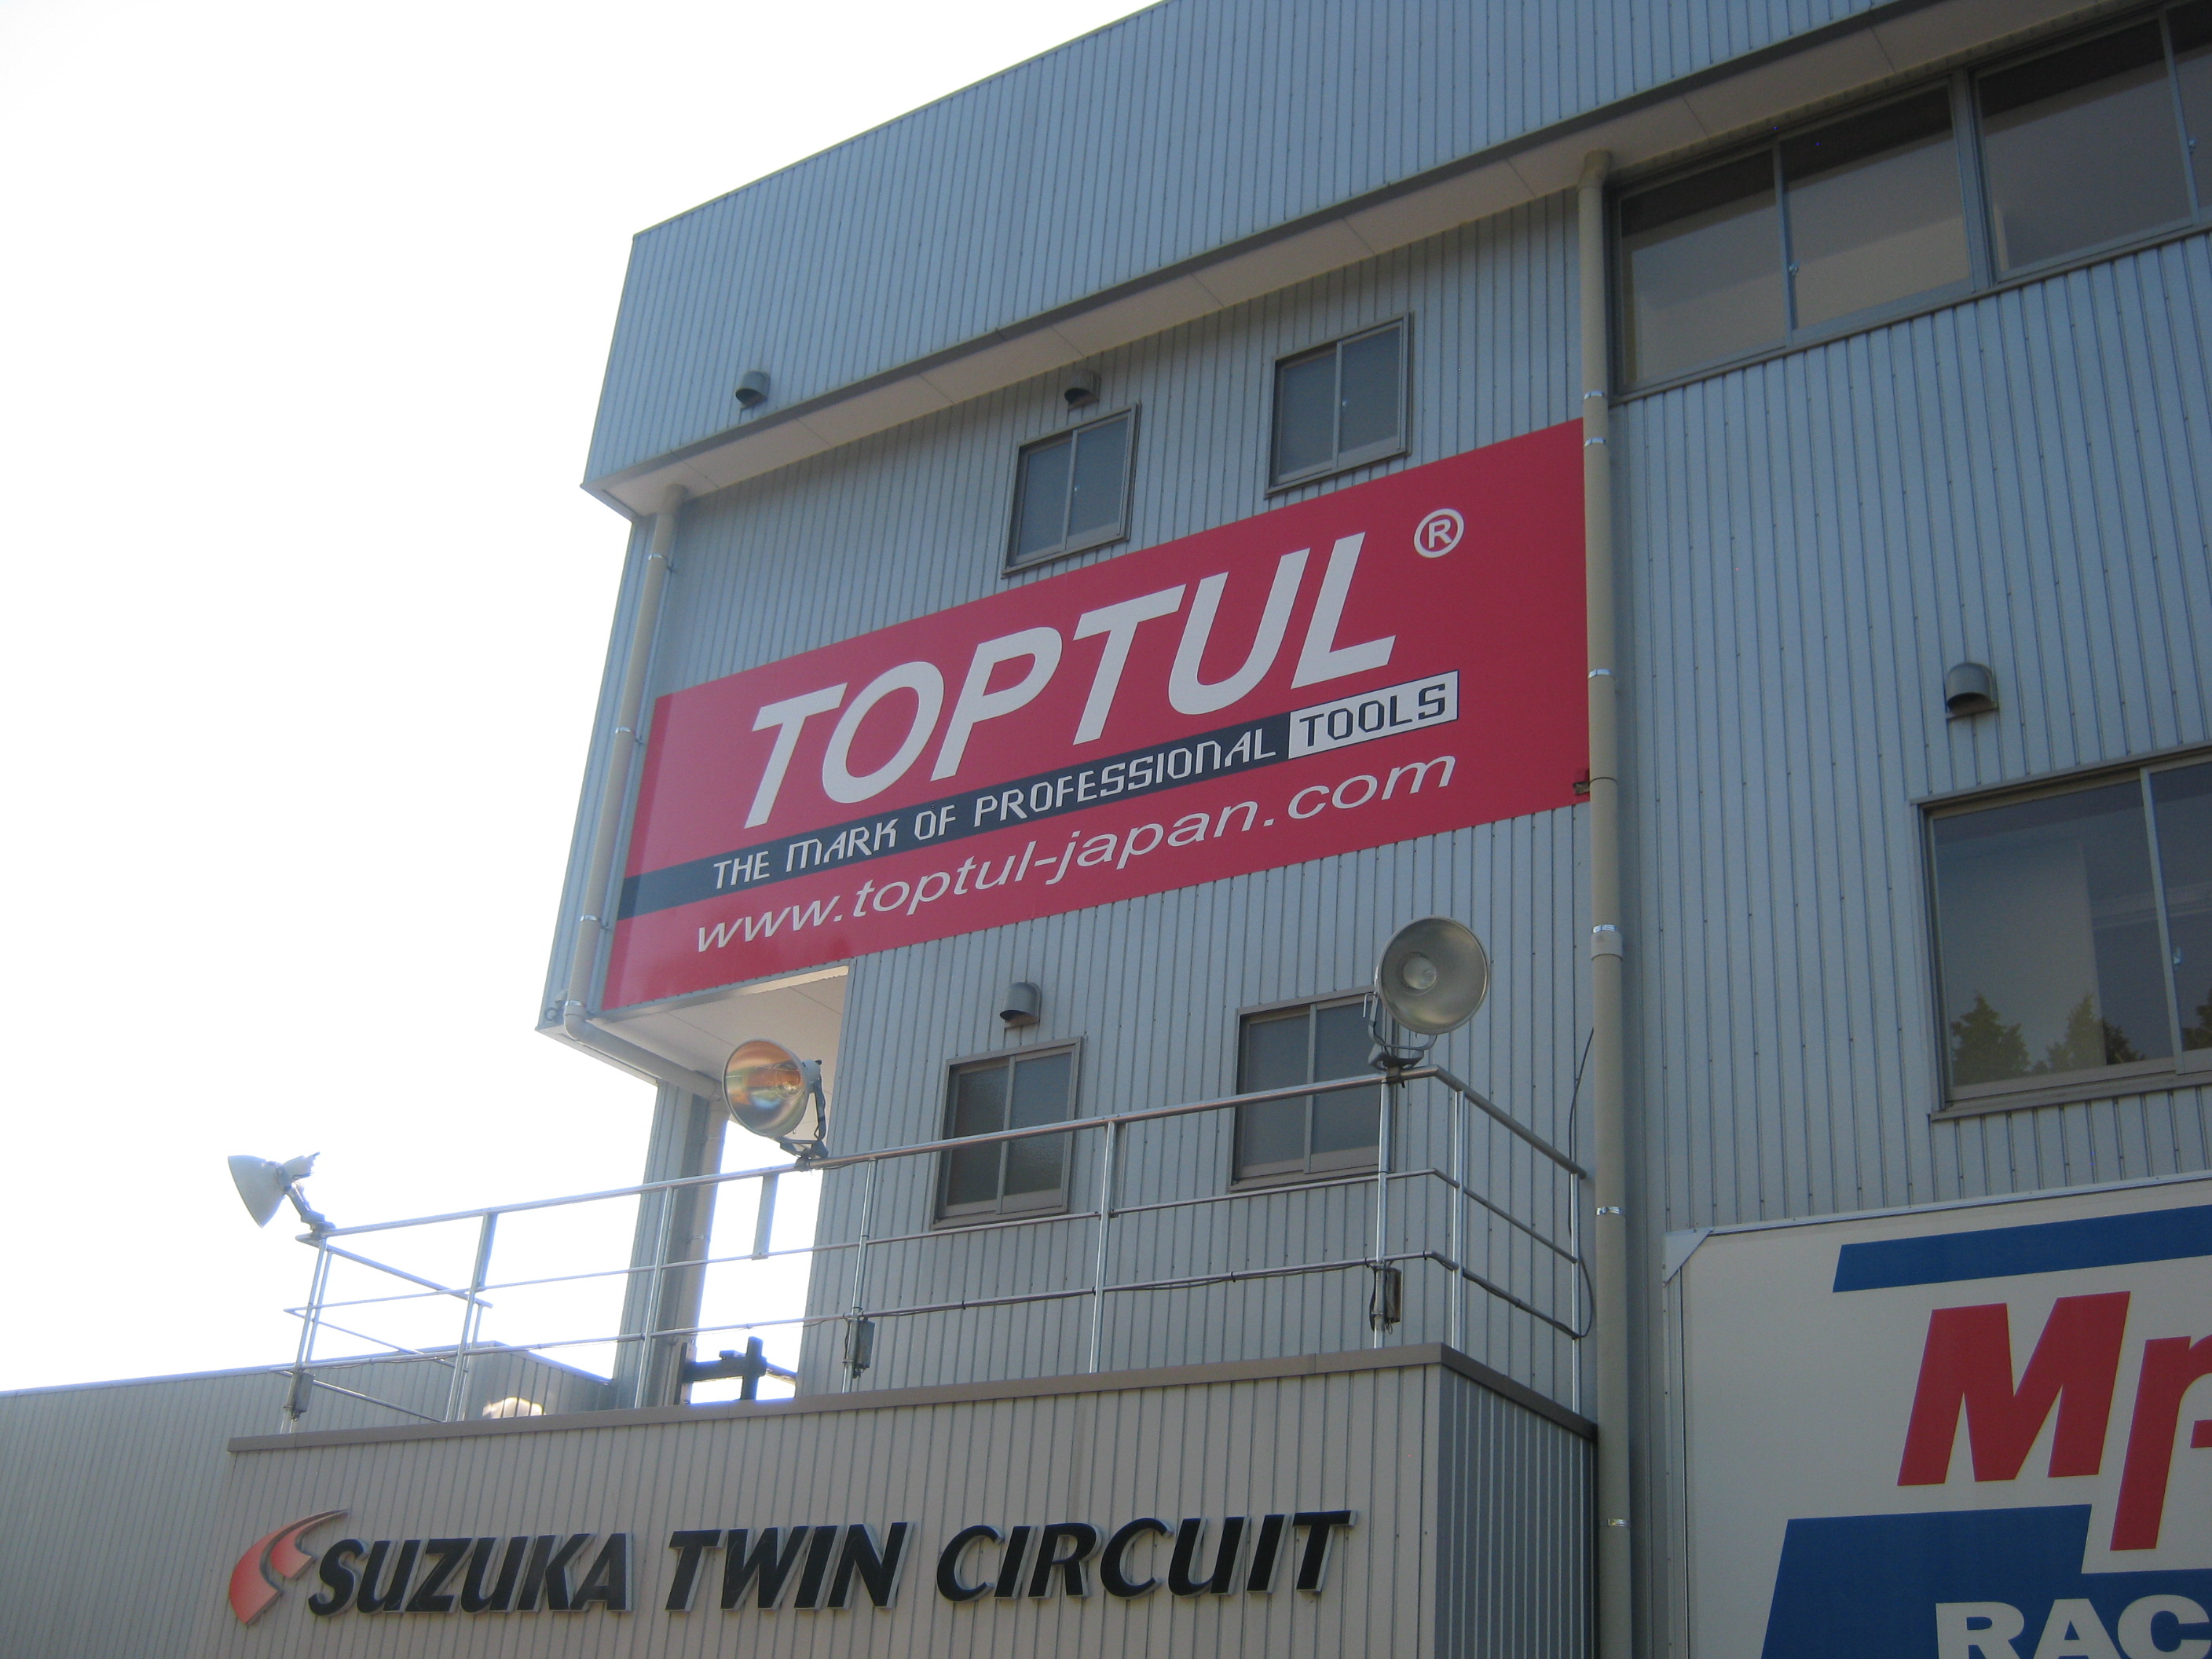 TOPTUL®
THE MARK OF PROFESSIONAL TOOLS
www.toptul-japan.com
SUZUKA TWIN CIRCUIT